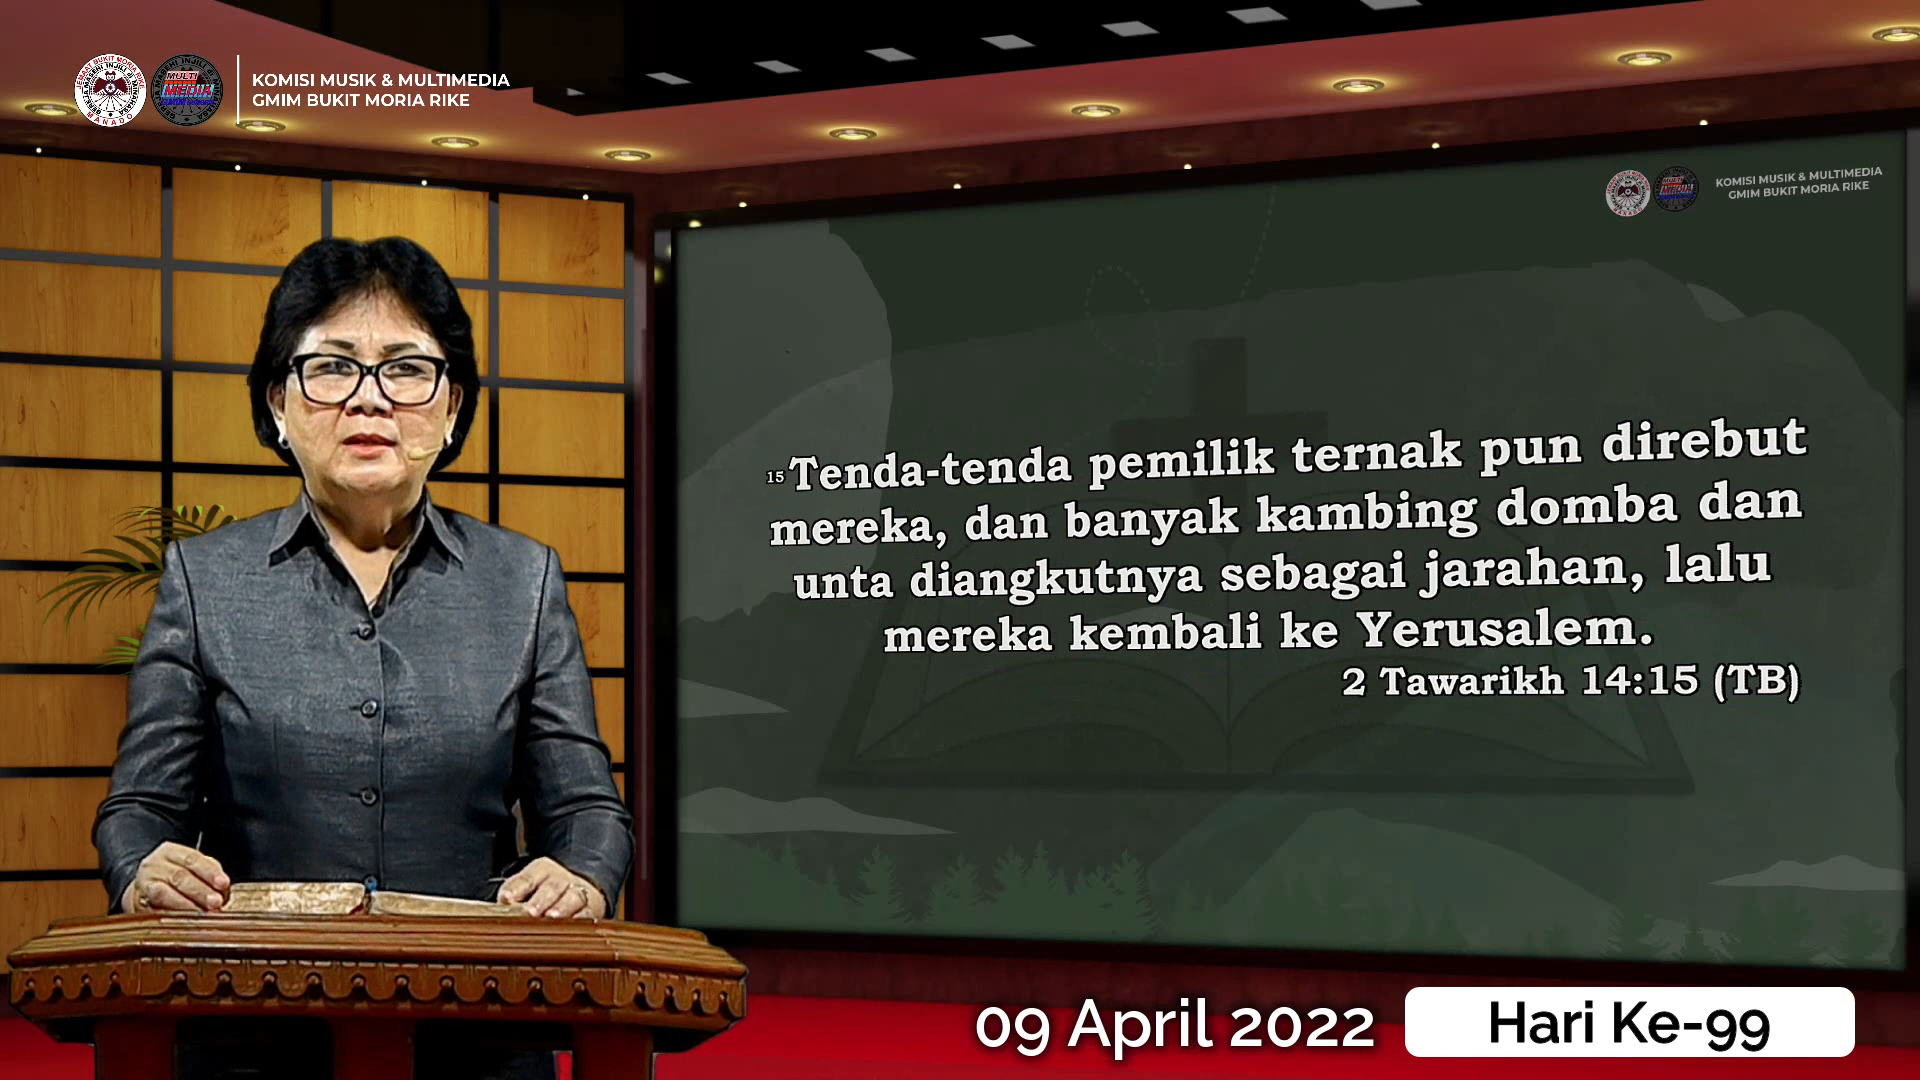 KOMISI MUSIK & MULTIMEDIA
GMIM BUKIT MORIA RIKE
KOMISI MUSIK & MULTIMEDIA
GMIM BUKIT MORIA RIKE
15 Tenda-tenda pemilik ternak pun direbut
mereka, dan banyak kambing domba dan
unta diangkutnya sebagai jarahan, lalu
mereka kembali ke Yerusalem.
2 Tawarikh 14:15 (TB)
09 April 2022
Hari Ke-99